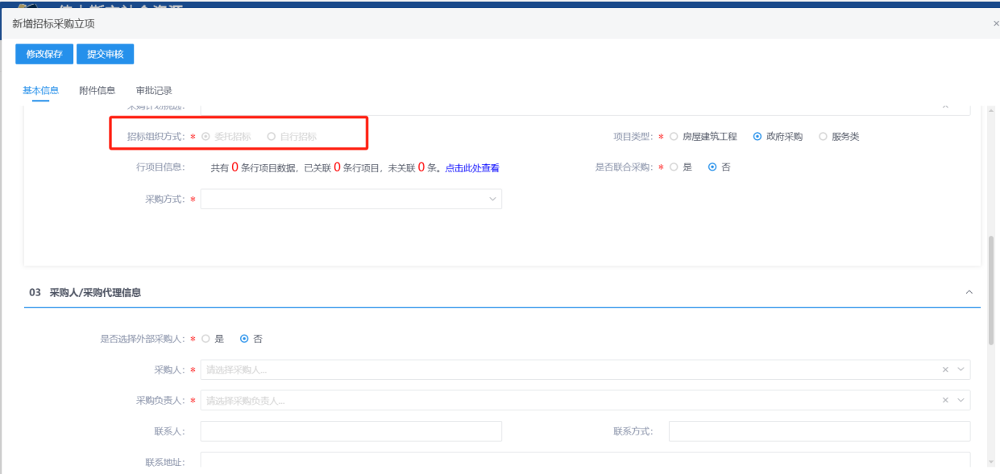 新增招标采购立项 ×
修改保存 提交审核
基本信息 附件信息 审批记录
招标组织方式: * 委托招标 自行招标 项目类型: * 房屋建筑工程 政府采购 服务类
行项目信息: 共有 0 条行项目数据, 已关联 0 条行项目, 未关联 0 条。点击此处查看 是否联合采购: * 是 否
采购方式: *
03 采购人/采购代理信息
是否选择外部采购人: * 是 否
采购人: * 请选择采购人...
采购负责人: * 请选择采购负责人...
联系人: 联系方式:
联系地址: